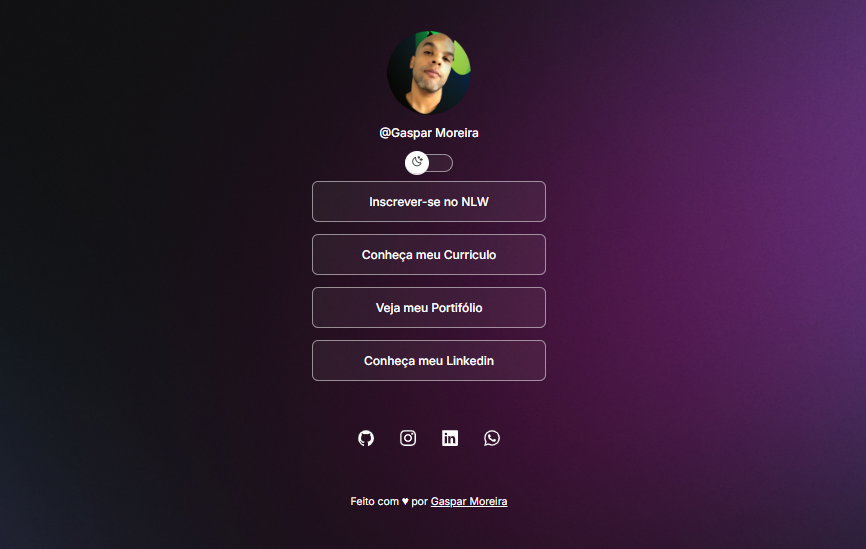 @Gaspar Moreira
Inscrever-se no NLW
Conheça meu Curriculo
Veja meu Portifólio
Conheça meu Linkedin
Feito com ♥ por Gaspar Moreira